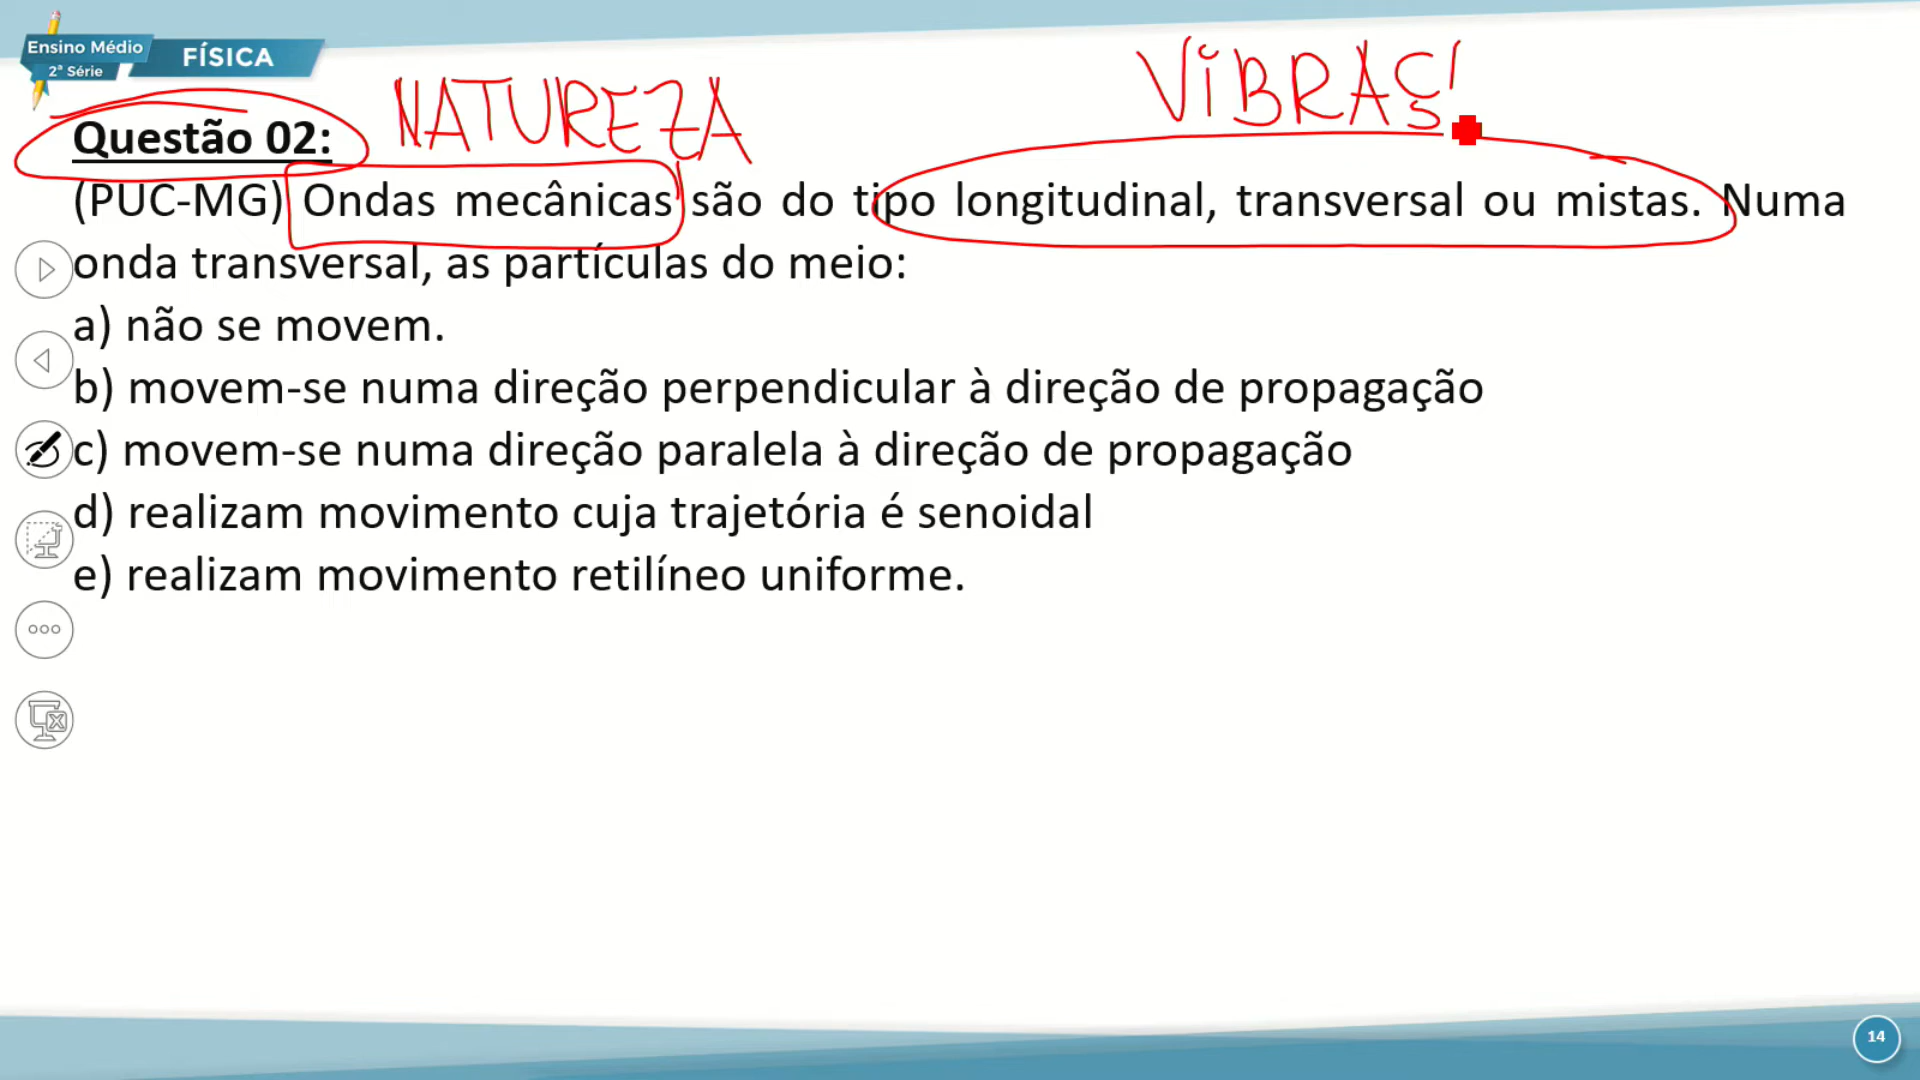 Ensino Médio
2ª Série
FÍSICA
NATUREZA
VIBRAÇ
Questão 02:
(PUC-MG) Ondas mecânicas são do tipo longitudinal, transversal ou mistas. Numa
onda transversal, as partículas do meio:
a) não se movem.
b) movem-se numa direção perpendicular à direção de propagação
c) movem-se numa direção paralela à direção de propagação
d) realizam movimento cuja trajetória é senoidal
e) realizam movimento retilíneo uniforme.
14